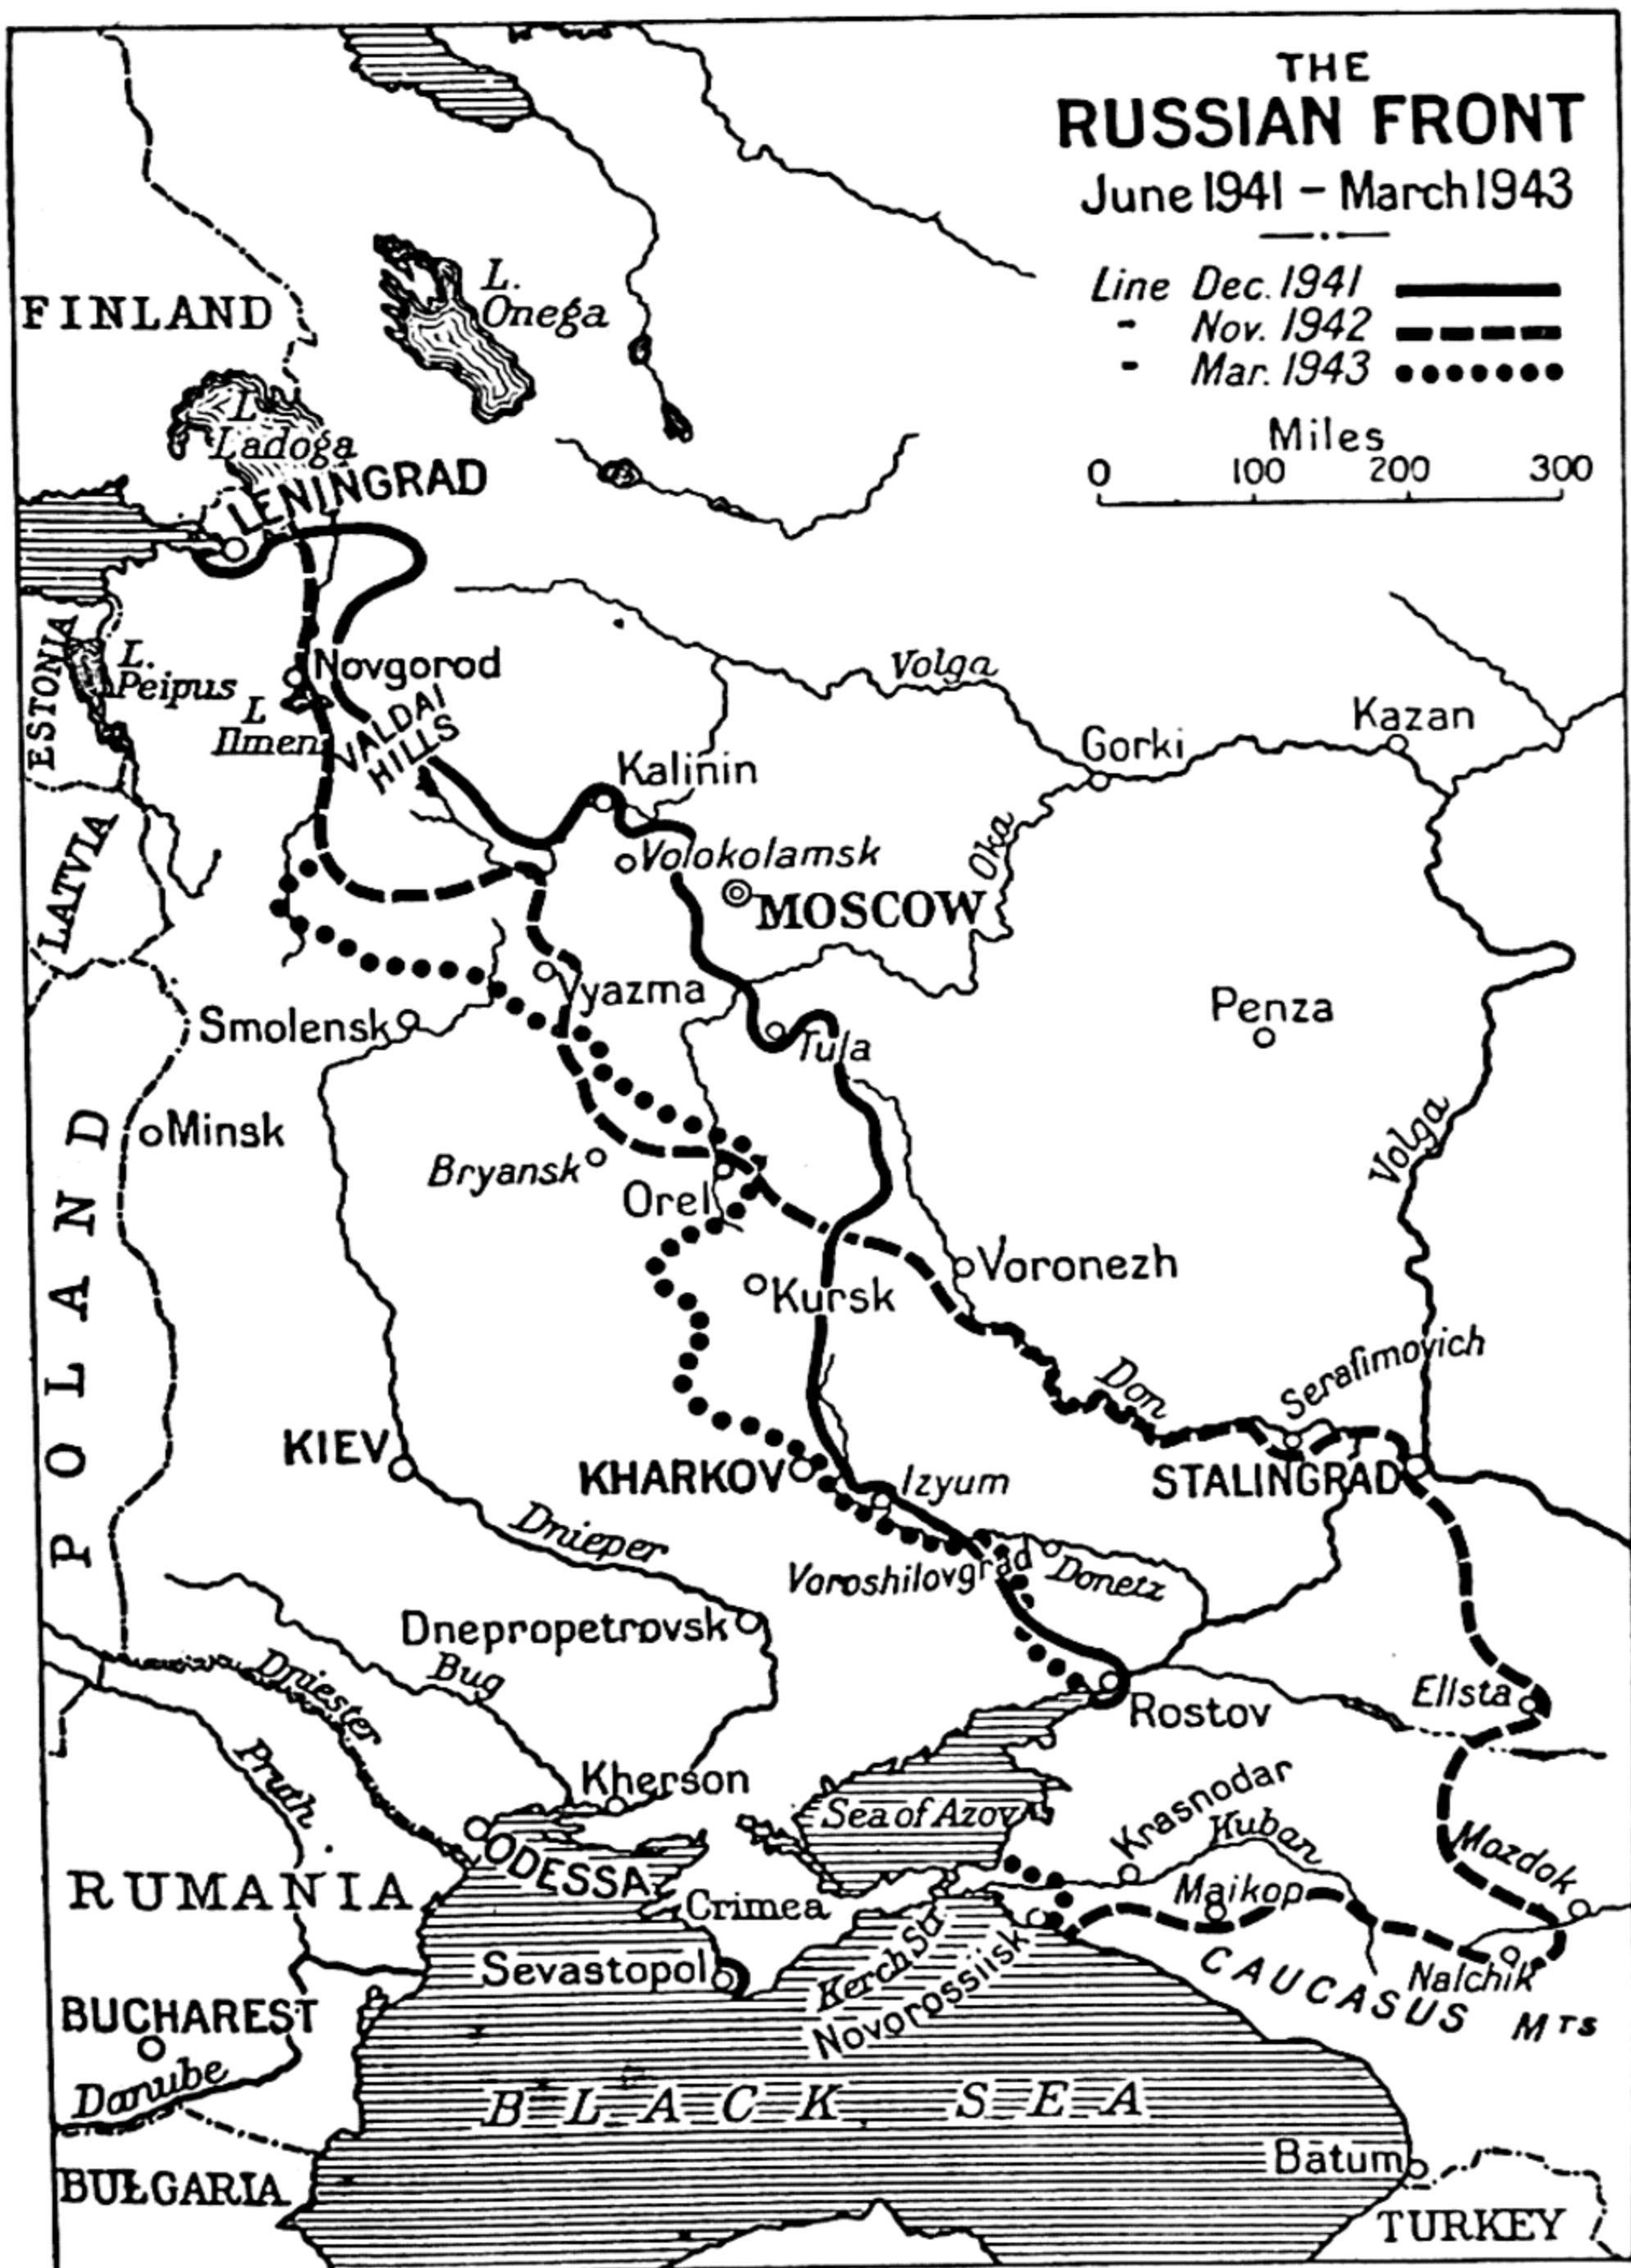 THE
RUSSIAN FRONT
June 1941 – March 1943
Line Dec. 1941
" Nov. 1942
" Mar. 1943
Miles
0 100 200 300
FINLAND
L.
Onega
L.
Ladoga
LENINGRAD
ESTONIA
L.
Peipus
Novgorod
L
Ilmen
VALDAI
HILLS
Volga
Gorki
Kazan
Kalinin
LATVIA
Volokolamsk
Oka
MOSCOW
Vyazma
Smolensk
Tula
Penza
POLAND
Minsk
Bryansk
Orel
Volga
Kursk
Voronezh
Don
Serafimovich
KIEV
KHARKOV
Izyum
STALINGRAD
Dnieper
Voroshilovgrad
Donetz
Dnepropetrovsk
Bug
Dniester
Elista
Rostov
Pruth
Kherson
Sea of Azov
Krasnodar
Kuban
Mozdok
ODESSA
RUMANIA
Crimea
Maikop
Sevastopol
Kerch Str.
Novorossiisk
CAUCASUS MTS
Nalchik
BUCHAREST
Danube
BLACK SEA
Batum
BULGARIA
TURKEY